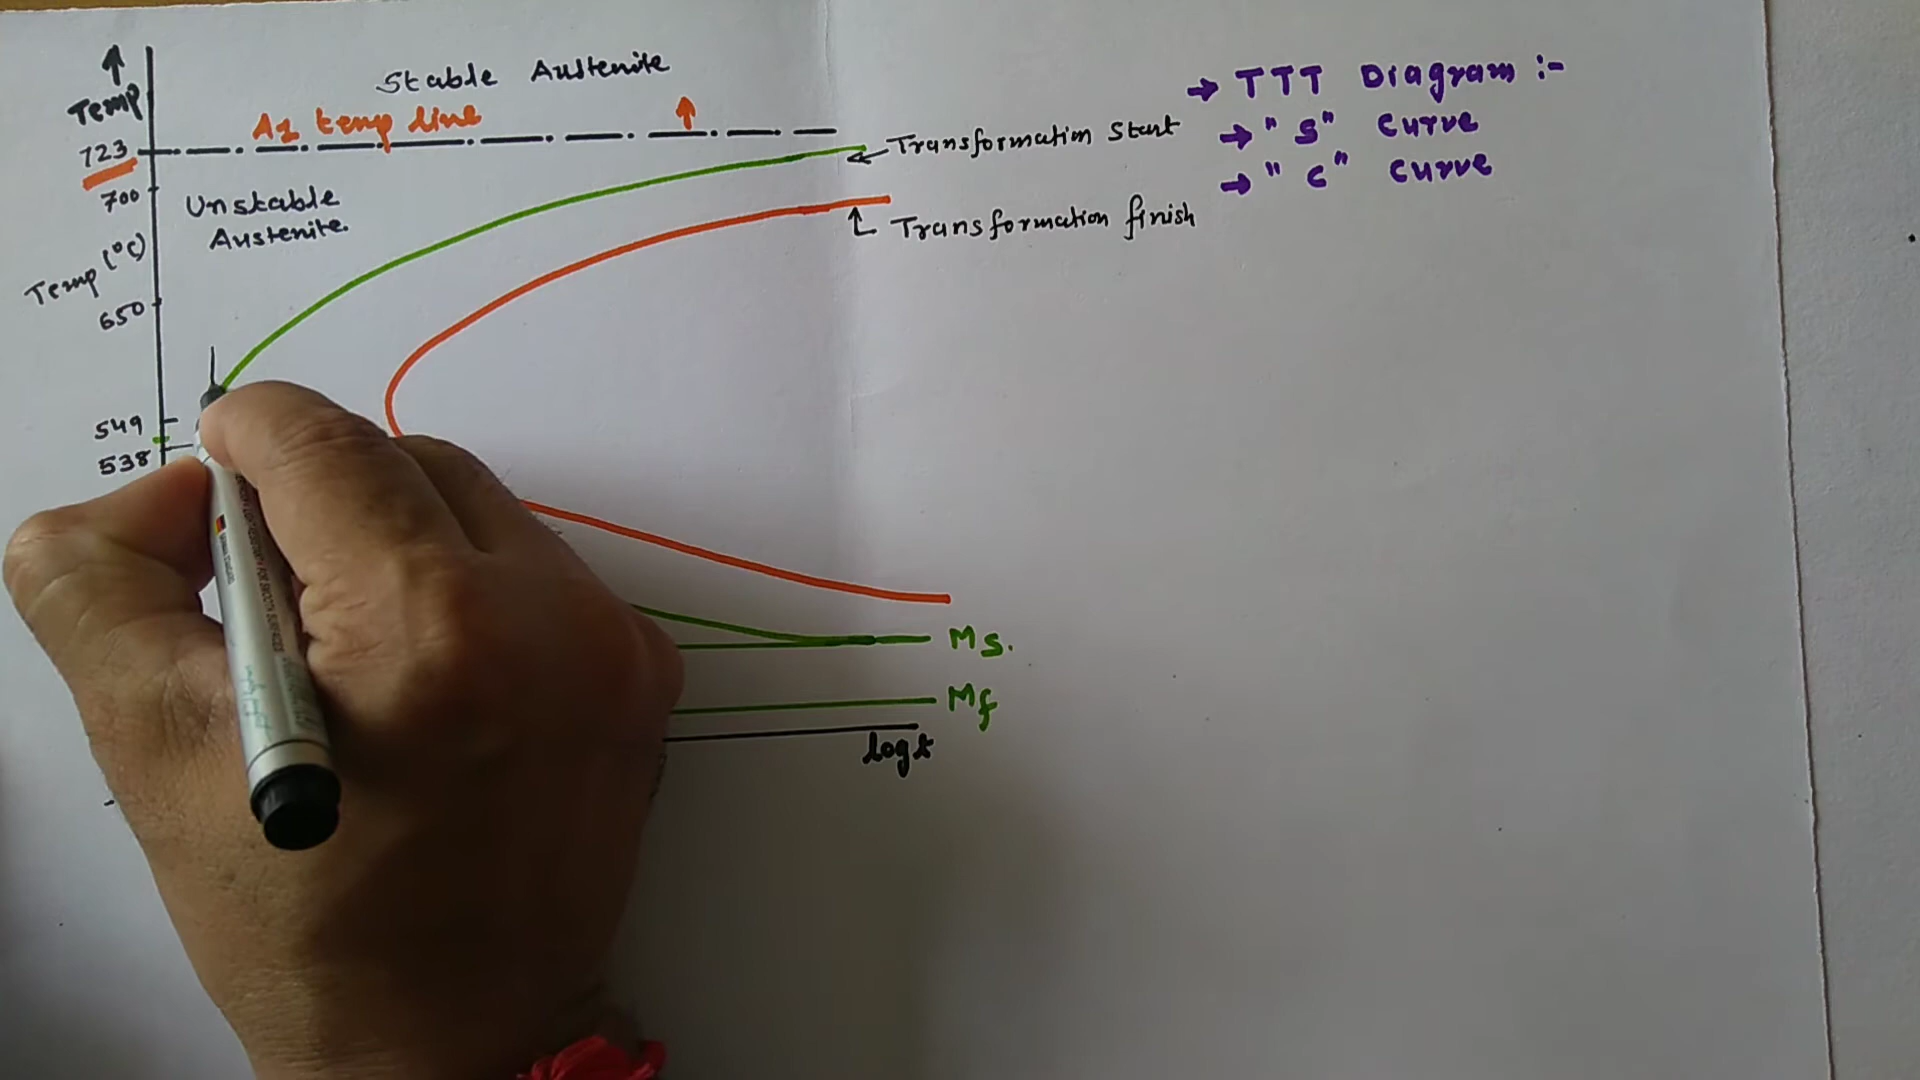 Stable Austenite
Temp
A1 temp line
723
700
Unstable
Austenite.
Temp (°C)
650
549
538
Transformation Start
Transformation finish
→ TTT Diagram :-
→ "S" Curve
→ "C" Curve
Ms.
Mf
log t